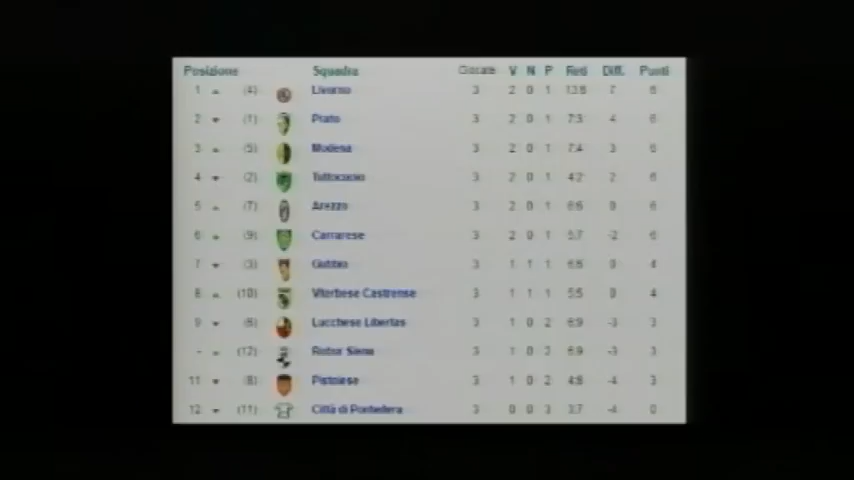 Posizione Squadra Giocate V N P Reti Diff. Punti
1 (4) Livorno 3 2 0 1 13:6 7 6
2 (1) Prato 3 2 0 1 7:3 4 6
3 (5) Modena 3 2 0 1 7:4 3 6
4 (2) Tuttocuoio 3 2 0 1 4:2 2 6
5 (7) Arezzo 3 2 0 1 6:6 0 6
6 (9) Carrarese 3 2 0 1 5:7 -2 6
7 (3) Gubbio 3 1 1 1 6:6 0 4
8 (10) Viterbese Castrense 3 1 1 1 5:5 0 4
9 (6) Lucchese Libertas 3 1 0 2 6:9 -3 3
- (12) Robur Siena 3 1 0 2 6:9 -3 3
11 (8) Pistoiese 3 1 0 2 4:8 -4 3
12 (11) Città di Pontedera 3 0 0 3 3:7 -4 0